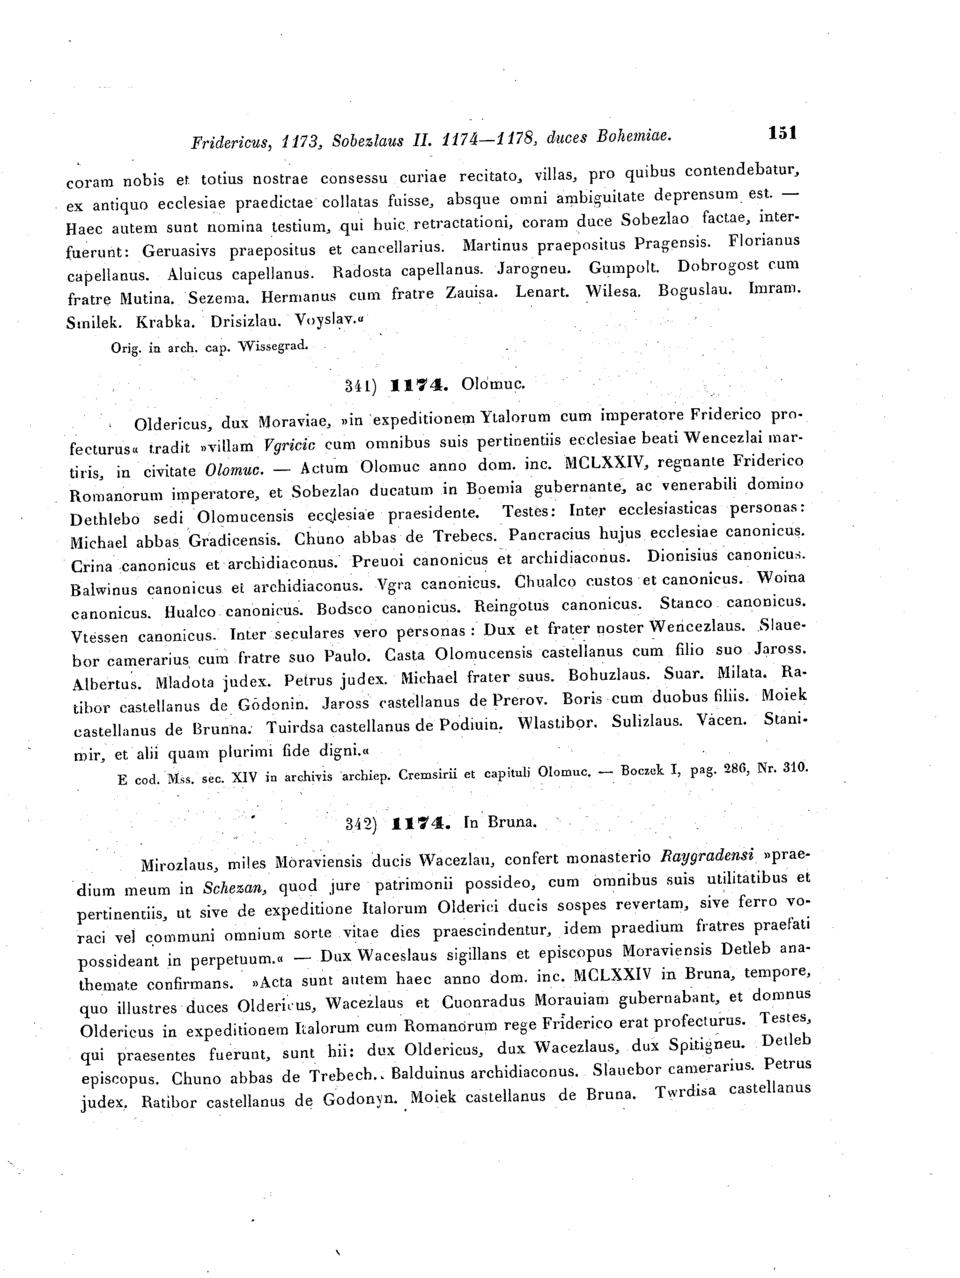 Fridericus, 1173, Sobezlaus II. 1174—1178, duces Bohemiae. 151
coram nobis et totius nostrae consessu curiae recitato, villas, pro quibus contendebatur,
ex antiquo ecclesiae praedictae collatas fuisse, absque omni ambiguitate deprensum est. —
Haec autem sunt nomina testium, qui huic retractationi, coram duce Sobezlao factae, inter-
fuerunt: Geruasivs praepositus et cancellarius. Martinus praepositus Pragensis. Florianus
capellanus. Aluicus capellanus. Radosta capellanus. Jarogneu. Gumpolt. Dobrogost cum
fratre Mutina. Sezema. Hermanus cum fratre Zauisa. Lenart. Wilesa. Boguslau. Imram.
Smilek. Krabka. Drisizlau. Voyslav.«
Orig. in arch. cap. Wissegrad.
341) 1174. Olomuc.
Oldericus, dux Moraviae, »in expeditionem Ytalorum cum imperatore Friderico pro-
fecturus« tradit »villam Vgricic cum omnibus suis pertinentiis ecclesiae beati Wencezlai mar-
tiris, in civitate Olomuc. — Actum Olomuc anno dom. inc. MCLXXIV, regnante Friderico
Romanorum imperatore, et Sobezlao ducatum in Boemia gubernante, ac venerabili domino
Dethlebo sedi Olomucensis ecclesiae praesidente. Testes: Inter ecclesiasticas personas:
Michael abbas Gradicensis. Chuno abbas de Trebecs. Pancracius hujus ecclesiae canonicus.
Crina canonicus et archidiaconus. Preuoi canonicus et archidiaconus. Dionisius canonicus.
Balwinus canonicus et archidiaconus. Vgra canonicus. Chualco custos et canonicus. Woina
canonicus. Hualco canonicus. Bodsco canonicus. Reingotus canonicus. Stanco canonicus.
Vtessen canonicus. Inter seculares vero personas: Dux et frater noster Wencezlaus. Slaue-
bor camerarius cum fratre suo Paulo. Casta Olomucensis castellanus cum filio suo Jaross.
Albertus. Mladota judex. Petrus judex. Michael frater suus. Bohuzlaus. Suar. Milata. Ra-
tibor castellanus de Godonin. Jaross castellanus de Prerov. Boris cum duobus filiis. Moiek
castellanus de Brunna. Tuirdsa castellanus de Podiuin. Wlastibor. Sulizlaus. Vacen. Stani-
mir, et alii quam plurimi fide digni.«
E cod. Mss. sec. XIV in archivis archiep. Cremsirii et capituli Olomuc. — Boczek I, pag. 286, Nr. 310.
342) 1174. In Bruna.
Mirozlaus, miles Moraviensis ducis Wacezlau, confert monasterio Raygradensi »prae-
dium meum in Schezan, quod jure patrimonii possideo, cum omnibus suis utilitatibus et
pertinentiis, ut sive de expeditione Italorum Olderici ducis sospes revertam, sive ferro vo-
raci vel communi omnium sorte vitae dies praescindentur, idem praedium fratres praefati
possideant in perpetuum.« — Dux Waceslaus sigillans et episcopus Moraviensis Detleb ana-
themate confirmans. »Acta sunt autem haec anno dom. inc. MCLXXIV in Bruna, tempore,
quo illustres duces Oldericus, Wacezlaus et Cuonradus Morauiam gubernabant, et domnus
Oldericus in expeditionem Italorum cum Romanorum rege Friderico erat profecturus. Testes,
qui praesentes fuerunt, sunt hii: dux Oldericus, dux Wacezlaus, dux Spitigneu. Detleb
episcopus. Chuno abbas de Trebech. Balduinus archidiaconus. Slauebor camerarius. Petrus
judex. Ratibor castellanus de Godonyn. Moiek castellanus de Bruna. Twrdisa castellanus